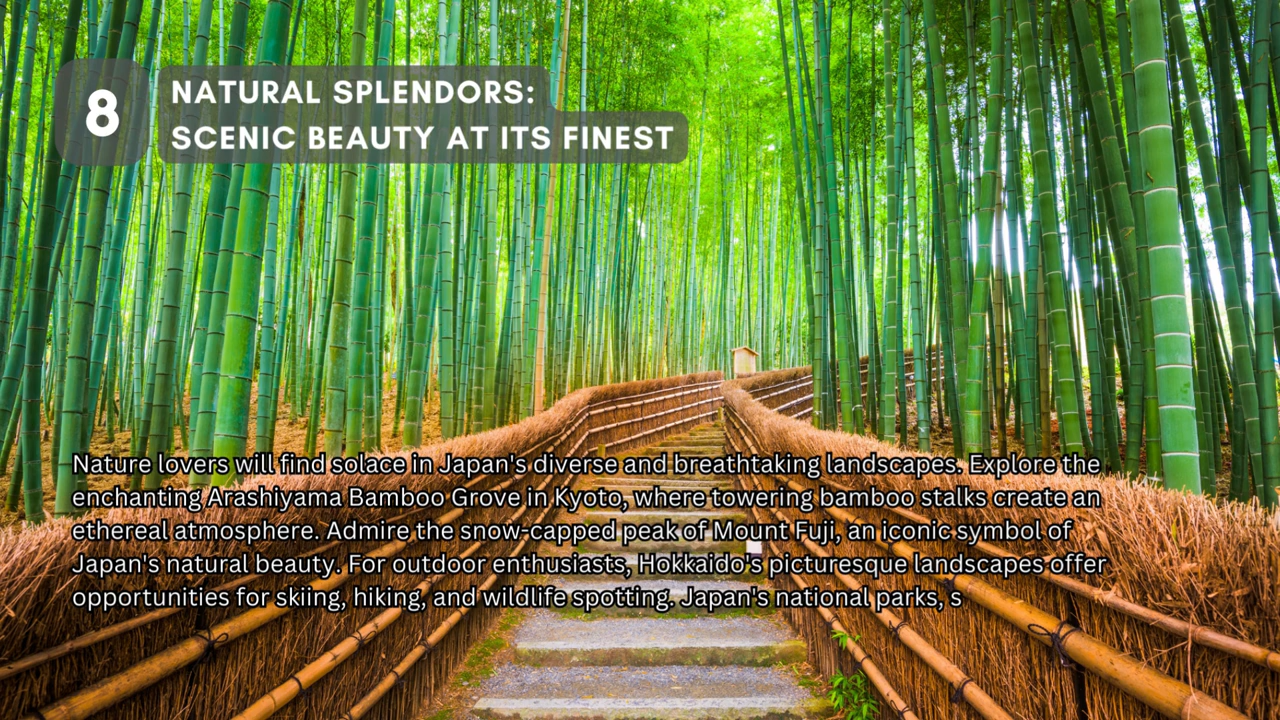 8
NATURAL SPLENDORS:
SCENIC BEAUTY AT ITS FINEST
Nature lovers will find solace in Japan's diverse and breathtaking landscapes. Explore the
enchanting Arashiyama Bamboo Grove in Kyoto, where towering bamboo stalks create an
ethereal atmosphere. Admire the snow-capped peak of Mount Fuji, an iconic symbol of
Japan's natural beauty. For outdoor enthusiasts, Hokkaido's picturesque landscapes offer
opportunities for skiing, hiking, and wildlife spotting. Japan's national parks, s